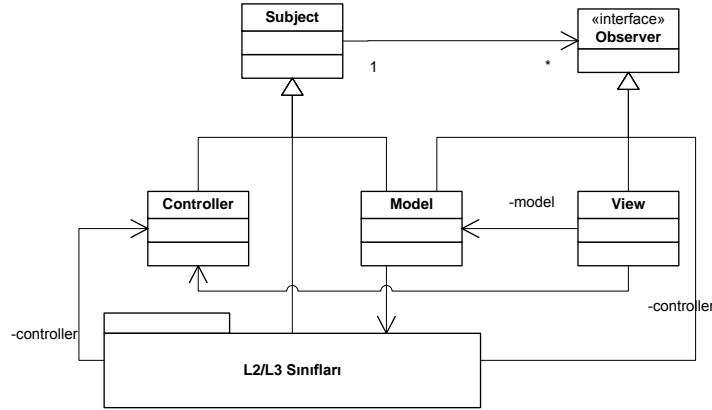 Subject
«interface»
Observer
1
*
Controller
Model
-model
View
-controller
-controller
L2/L3 Sınıfları